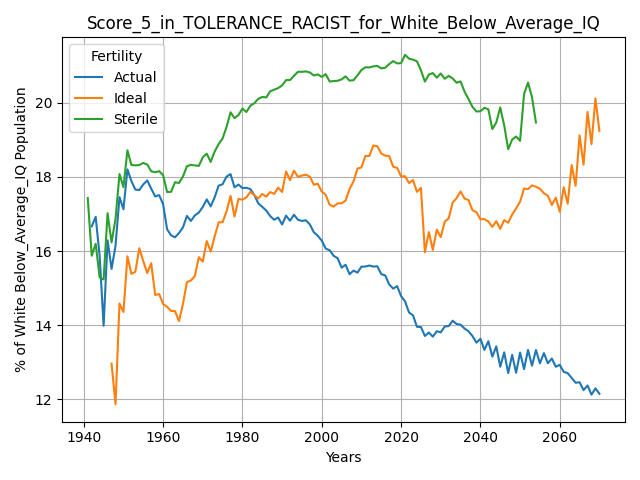 Score_5_in_TOLERANCE_RACIST_for_White_Below_Average_IQ
Fertility
Actual
Ideal
Sterile
% of White Below_Average_IQ Population
20
18
16
14
12
1940
1960
1980
2000
2020
2040
2060
Years